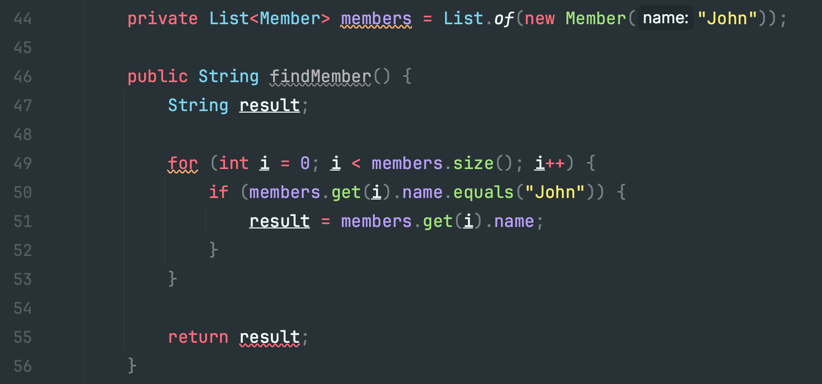 44 private List<Member> members = List.of(new Member( name: "John"));
45
46 public String findMember() {
47 String result;
48
49 for (int i = 0; i < members.size(); i++) {
50 if (members.get(i).name.equals("John")) {
51 result = members.get(i).name;
52 }
53 }
54
55 return result;
56 }